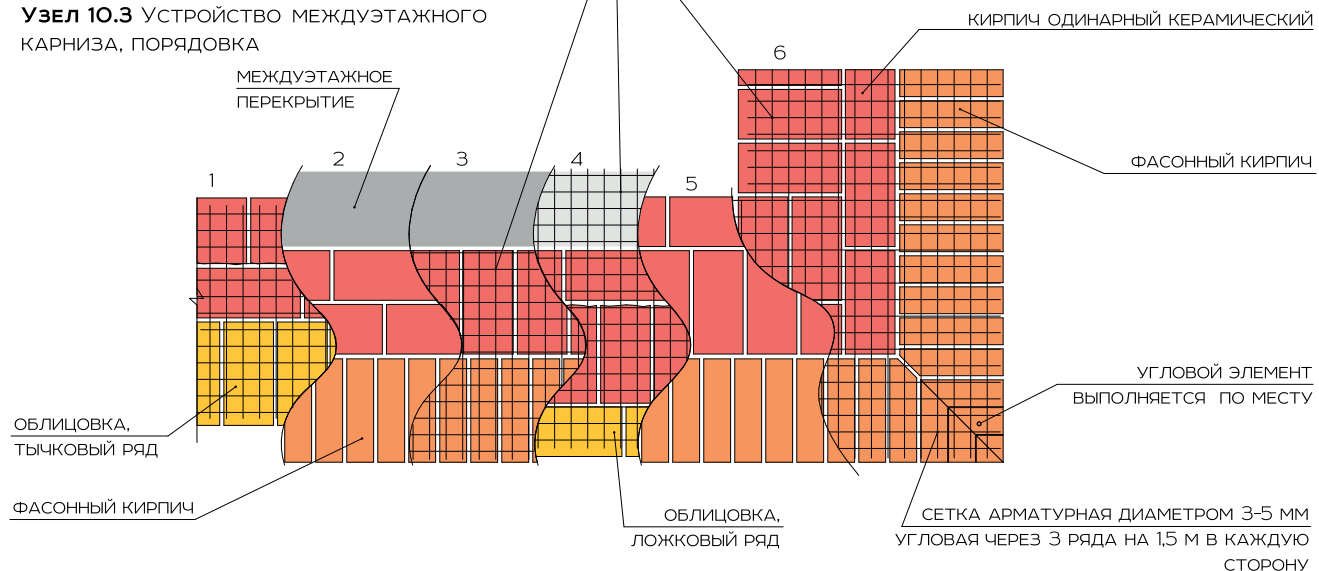 Узел 10.3 Устройство междуэтажного
карниза, порядовка
КИРПИЧ ОДИНАРНЫЙ КЕРАМИЧЕСКИЙ
6
МЕЖДУЭТАЖНОЕ
ПЕРЕКРЫТИЕ
ФАСОННЫЙ КИРПИЧ
1
2
3
4
5
УГЛОВОЙ ЭЛЕМЕНТ
ВЫПОЛНЯЕТСЯ ПО МЕСТУ
ОБЛИЦОВКА,
ТЫЧКОВЫЙ РЯД
ФАСОННЫЙ КИРПИЧ
ОБЛИЦОВКА,
ЛОЖКОВЫЙ РЯД
СЕТКА АРМАТУРНАЯ ДИАМЕТРОМ 3-5 ММ
УГЛОВАЯ ЧЕРЕЗ 3 РЯДА НА 1,5 М В КАЖДУЮ
СТОРОНУ